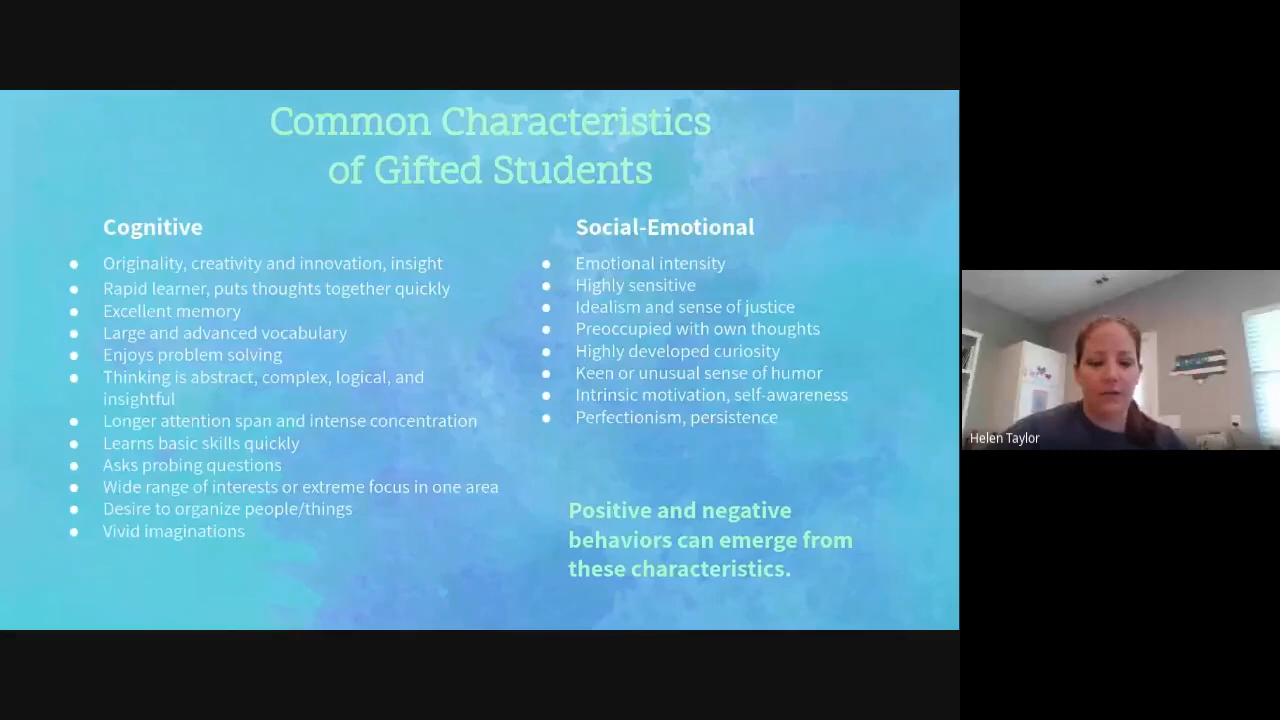 Common Characteristics
of Gifted Students
Cognitive
● Originality, creativity and innovation, insight
● Rapid learner, puts thoughts together quickly
● Excellent memory
● Large and advanced vocabulary
● Enjoys problem solving
● Thinking is abstract, complex, logical, and
insightful
● Longer attention span and intense concentration
● Learns basic skills quickly
● Asks probing questions
● Wide range of interests or extreme focus in one area
● Desire to organize people/things
● Vivid imaginations
Social-Emotional
● Emotional intensity
● Highly sensitive
● Idealism and sense of justice
● Preoccupied with own thoughts
● Highly developed curiosity
● Keen or unusual sense of humor
● Intrinsic motivation, self-awareness
● Perfectionism, persistence
Positive and negative
behaviors can emerge from
these characteristics.
Helen Taylor